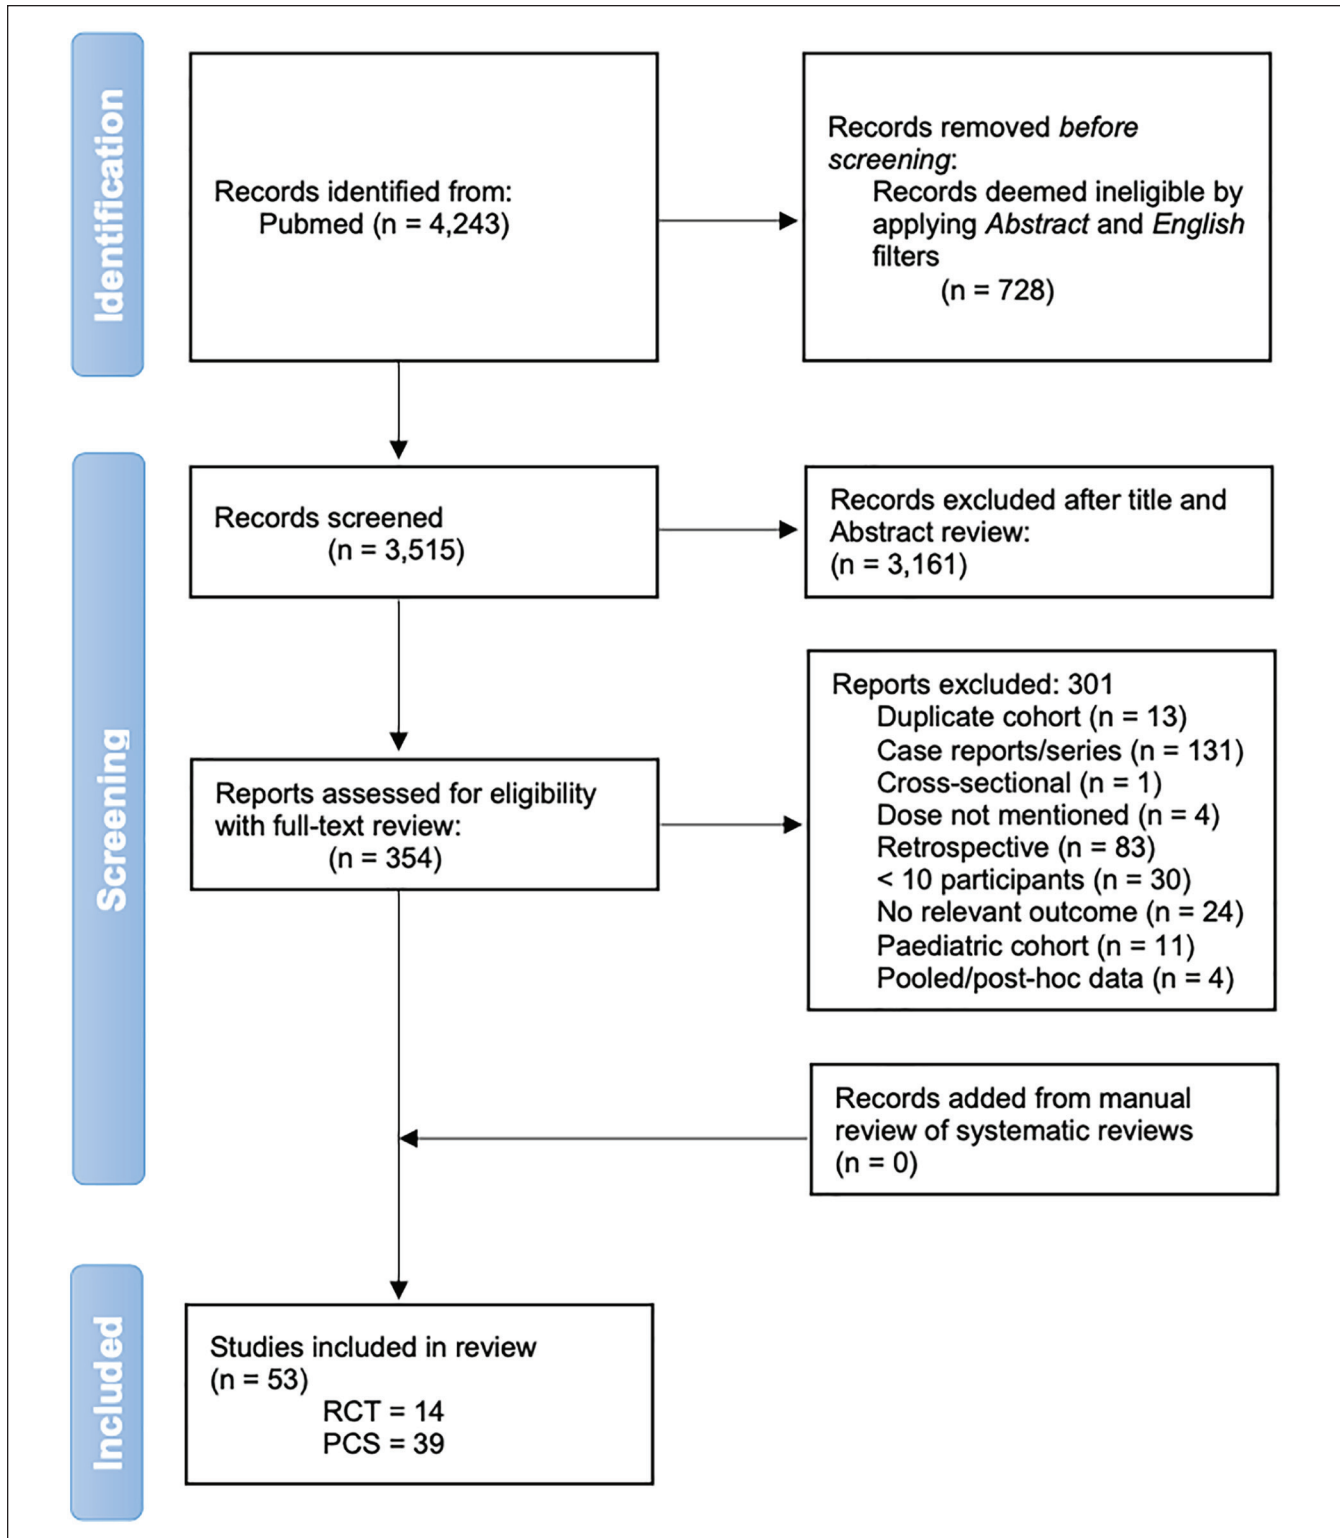 Identification
Records identified from:
Pubmed (n = 4,243)
Records removed before
screening:
Records deemed ineligible by
applying Abstract and English
filters
(n = 728)
Screening
Records screened
(n = 3,515)
Records excluded after title and
Abstract review:
(n = 3,161)
Reports assessed for eligibility
with full-text review:
(n = 354)
Reports excluded: 301
Duplicate cohort (n = 13)
Case reports/series (n = 131)
Cross-sectional (n = 1)
Dose not mentioned (n = 4)
Retrospective (n = 83)
< 10 participants (n = 30)
No relevant outcome (n = 24)
Paediatric cohort (n = 11)
Pooled/post-hoc data (n = 4)
Records added from manual
review of systematic reviews
(n = 0)
Included
Studies included in review
(n = 53)
RCT = 14
PCS = 39